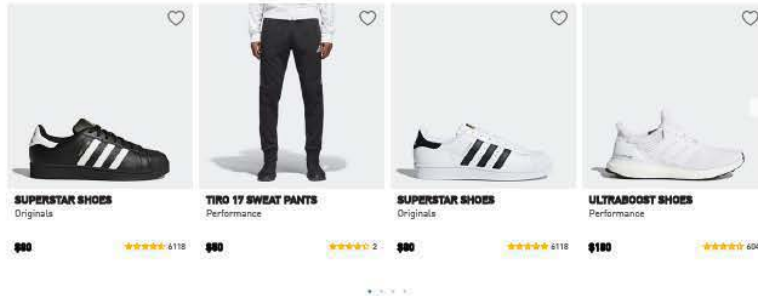 SUPERSTAR SHOES
Originals
$80
6118
TIRO 17 SWEAT PANTS
Performance
2
SUPERSTAR SHOES
Originals
$80
6118
ULTRABOOST SHOES
Performance
$180